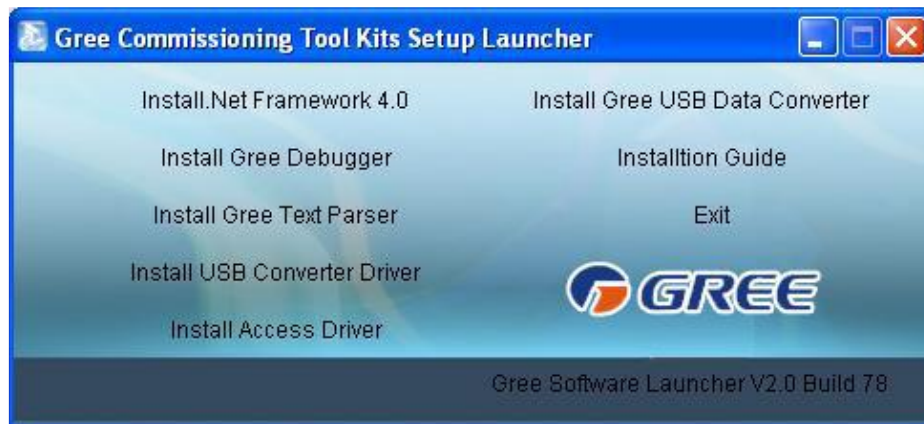 Gree Commissioning Tool Kits Setup Launcher
Install.Net Framework 4.0
Install Gree USB Data Converter
Install Gree Debugger
Installtion Guide
Install Gree Text Parser
Exit
Install USB Converter Driver
GREE
Install Access Driver
Gree Software Launcher V2.0 Build 78